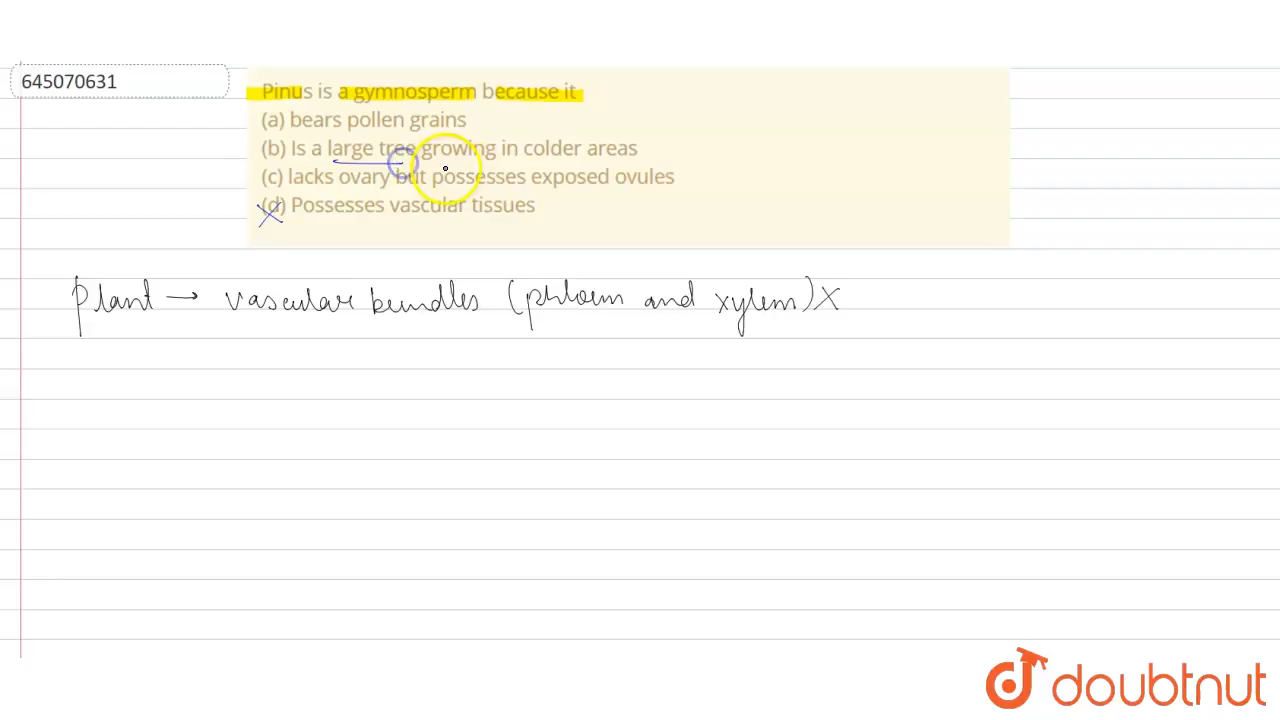 645070631
Pinus is a gymnosperm because it
(a) bears pollen grains
(b) Is a large tree growing in colder areas
(c) lacks ovary but possesses exposed ovules
(d) Possesses vascular tissues
Plant → vascular bundles (phloem and xylem) X
doubtnut